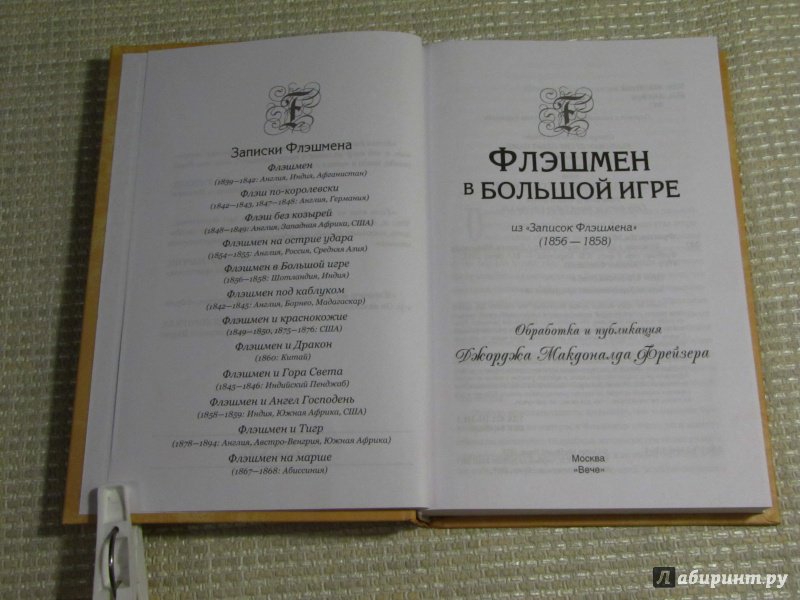 Записки Флэшмена
Флэшмен
(1839—1842: Англия, Индия, Афганистан)
Флэш по-королевски
(1842—1843, 1847—1848: Англия, Германия)
Флэш без козырей
(1848—1849: Англия, Западная Африка, США)
Флэшмен на острие удара
(1854—1855: Англия, Россия, Средняя Азия)
Флэшмен в Большой игре
(1856—1858: Шотландия, Индия)
Флэшмен под каблуком
(1842—1845: Англия, Борнео, Мадагаскар)
Флэшмен и краснокожие
(1849—1850, 1875—1876: США)
Флэшмен и Дракон
(1860: Китай)
Флэшмен и Гора Света
(1845—1846: Индийский Пенджаб)
Флэшмен и Ангел Господень
(1858—1859: Индия, Южная Африка, США)
Флэшмен и Тигр
(1878—1894: Англия, Австро-Венгрия, Южная Африка)
Флэшмен на марше
(1867—1868: Абиссиния)
F
Флэшмен
в Большой игре
из «Записок Флэшмена»
(1856 — 1858)
Обработка и публикация
Джорджа Макдоналда Фрейзера
Москва
«Вече»
Лабиринт.ру